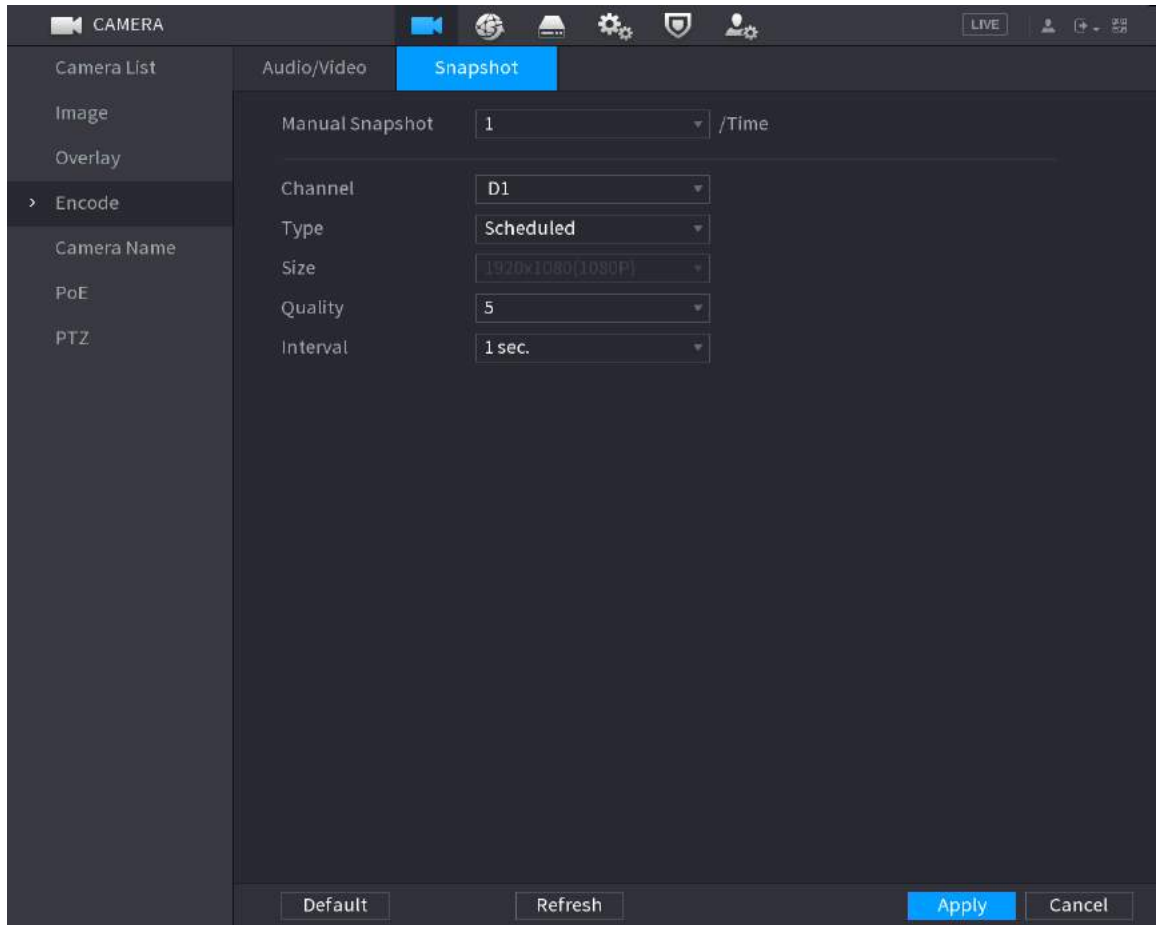 CAMERA
LIVE
Camera List
Image
Overlay
Encode
Camera Name
PoE
PTZ
Audio/Video
Snapshot
Manual Snapshot 1 /Time
Channel D1
Type Scheduled
Size 1920x1080(1080P)
Quality 5
Interval 1 sec.
Default Refresh Apply Cancel